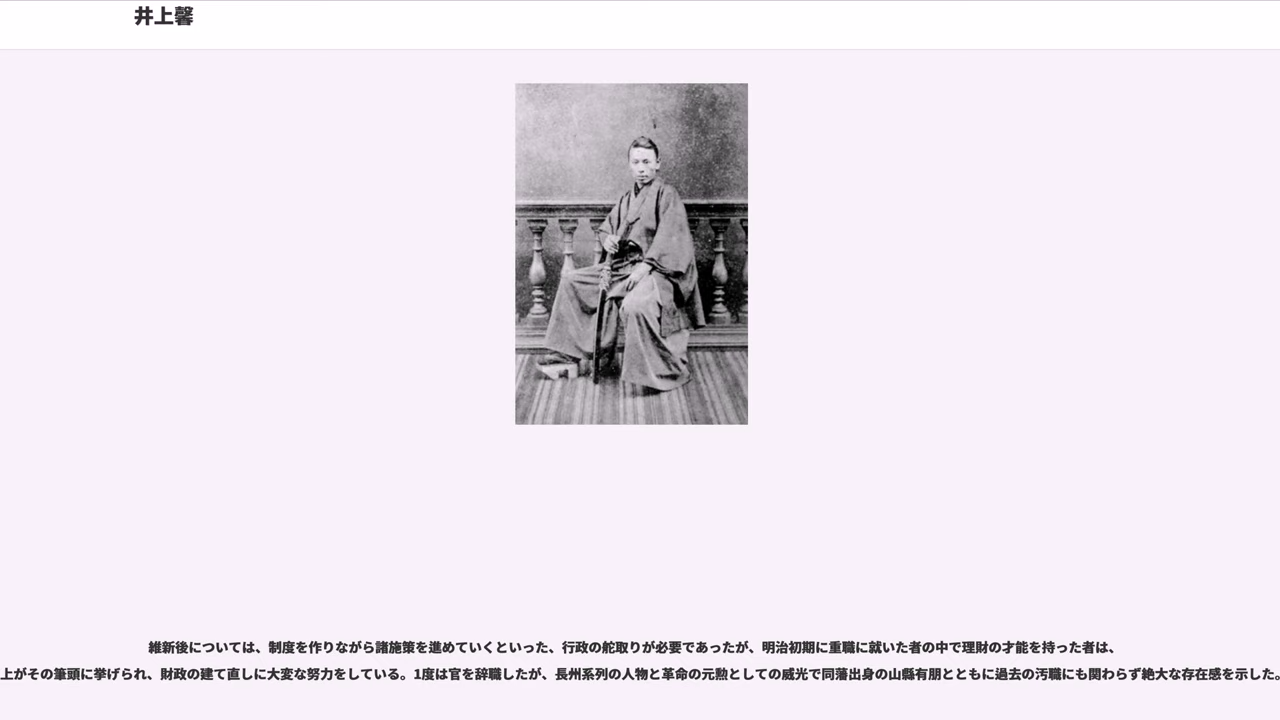 井上馨
維新後については、制度を作りながら諸施策を進めていくといった、行政の舵取りが必要であったが、明治初期に重職に就いた者の中で理財の才能を持った者は、
上がその筆頭に挙げられ、財政の建て直しに大変な努力をしている。1度は官を辞職したが、長州系列の人物と革命の元勲としての威光で同藩出身の山縣有朋とともに過去の汚職にも関わらず絶大な存在感を示した。